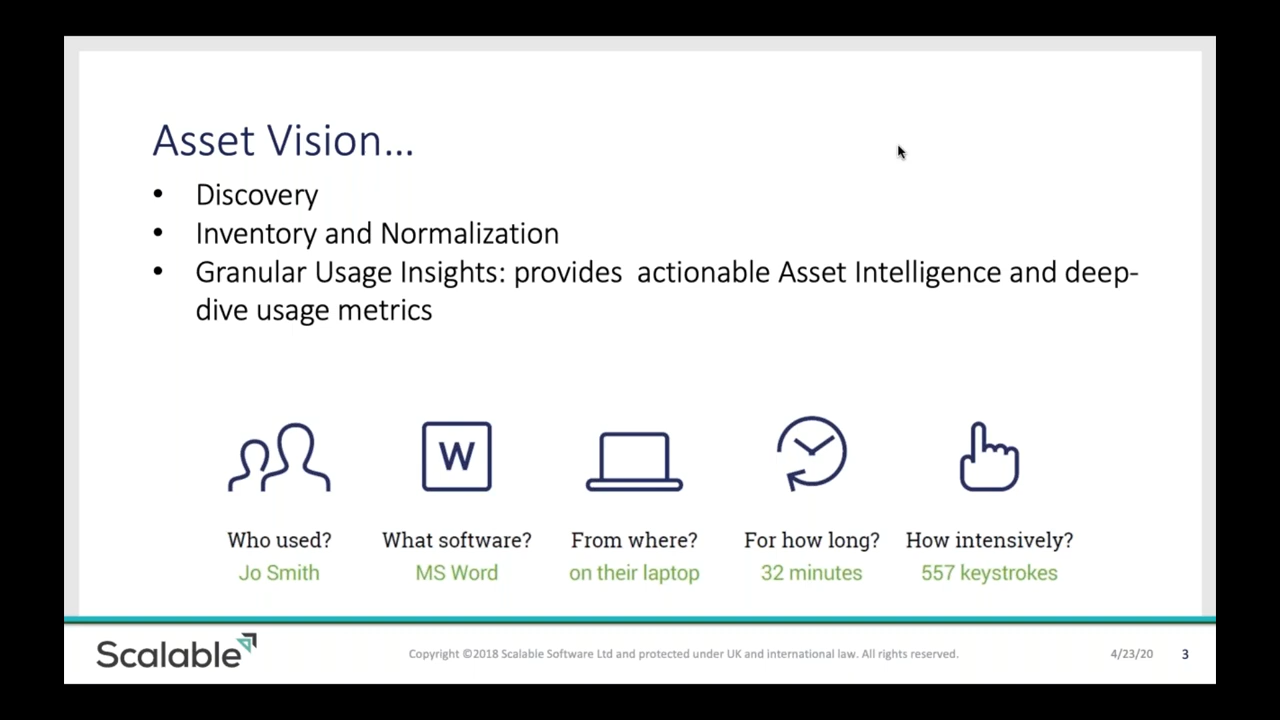 Asset Vision...
• Discovery
• Inventory and Normalization
• Granular Usage Insights: provides  actionable Asset Intelligence and deep-
dive usage metrics
W
Who used? What software? From where? For how long? How intensively?
Jo Smith MS Word on their laptop 32 minutes 557 keystrokes
Scalable Copyright ©2018 Scalable Software Ltd and protected under UK and international law. All rights reserved. 4/23/20 3